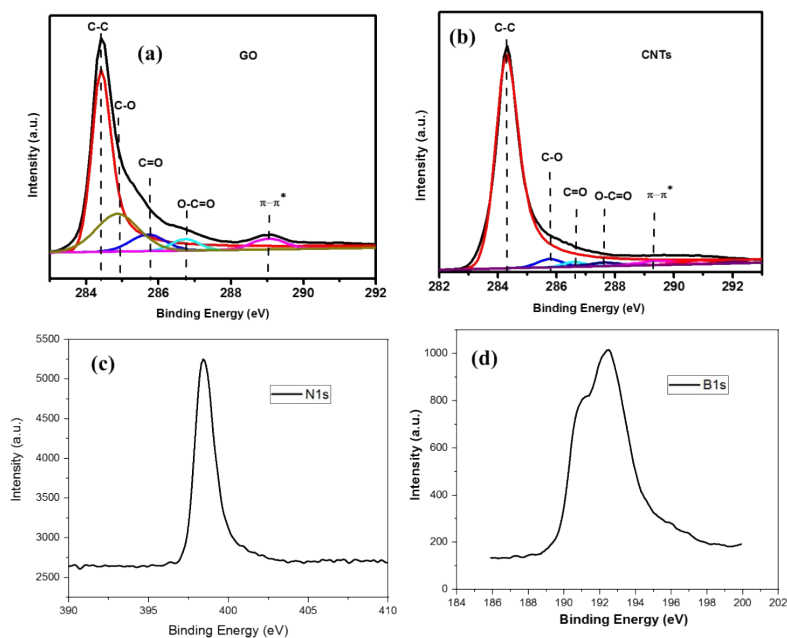 (a)
GO
C-C
C-O
C=O
O-C=O
π–π*
Intensity (a.u.)
284 286 288 290 292
Binding Energy (eV)
(b)
CNTs
C-C
C-O
C=O
O-C=O
π–π*
Intensity (a.u.)
282 284 286 288 290 292
Binding Energy (eV)
(c)
N1s
Intensity (a.u.)
5500
5000
4500
4000
3500
3000
2500
390 395 400 405 410
Binding Energy (eV)
(d)
B1s
Intensity (a.u.)
1000
800
600
400
200
0
184 186 188 190 192 194 196 198 200 202
Binding Energy (eV)